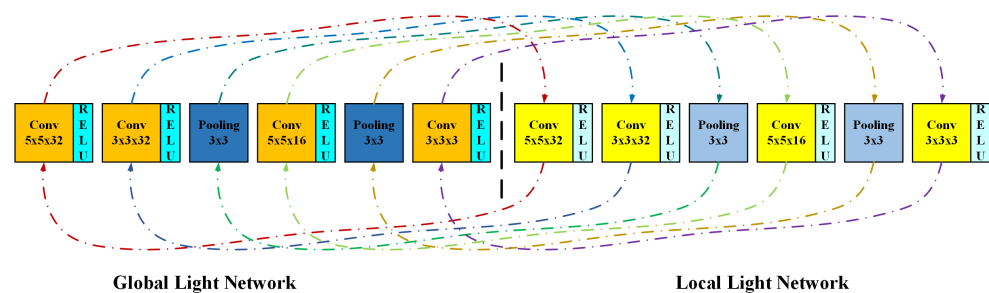 Conv
5x5x32
RELU
Conv
3x3x32
RELU
Pooling
3x3
Conv
5x5x16
RELU
Pooling
3x3
Conv
3x3x3
RELU
Conv
5x5x32
RELU
Conv
3x3x32
RELU
Pooling
3x3
Conv
5x5x16
RELU
Pooling
3x3
Conv
3x3x3
RELU
Global Light Network
Local Light Network